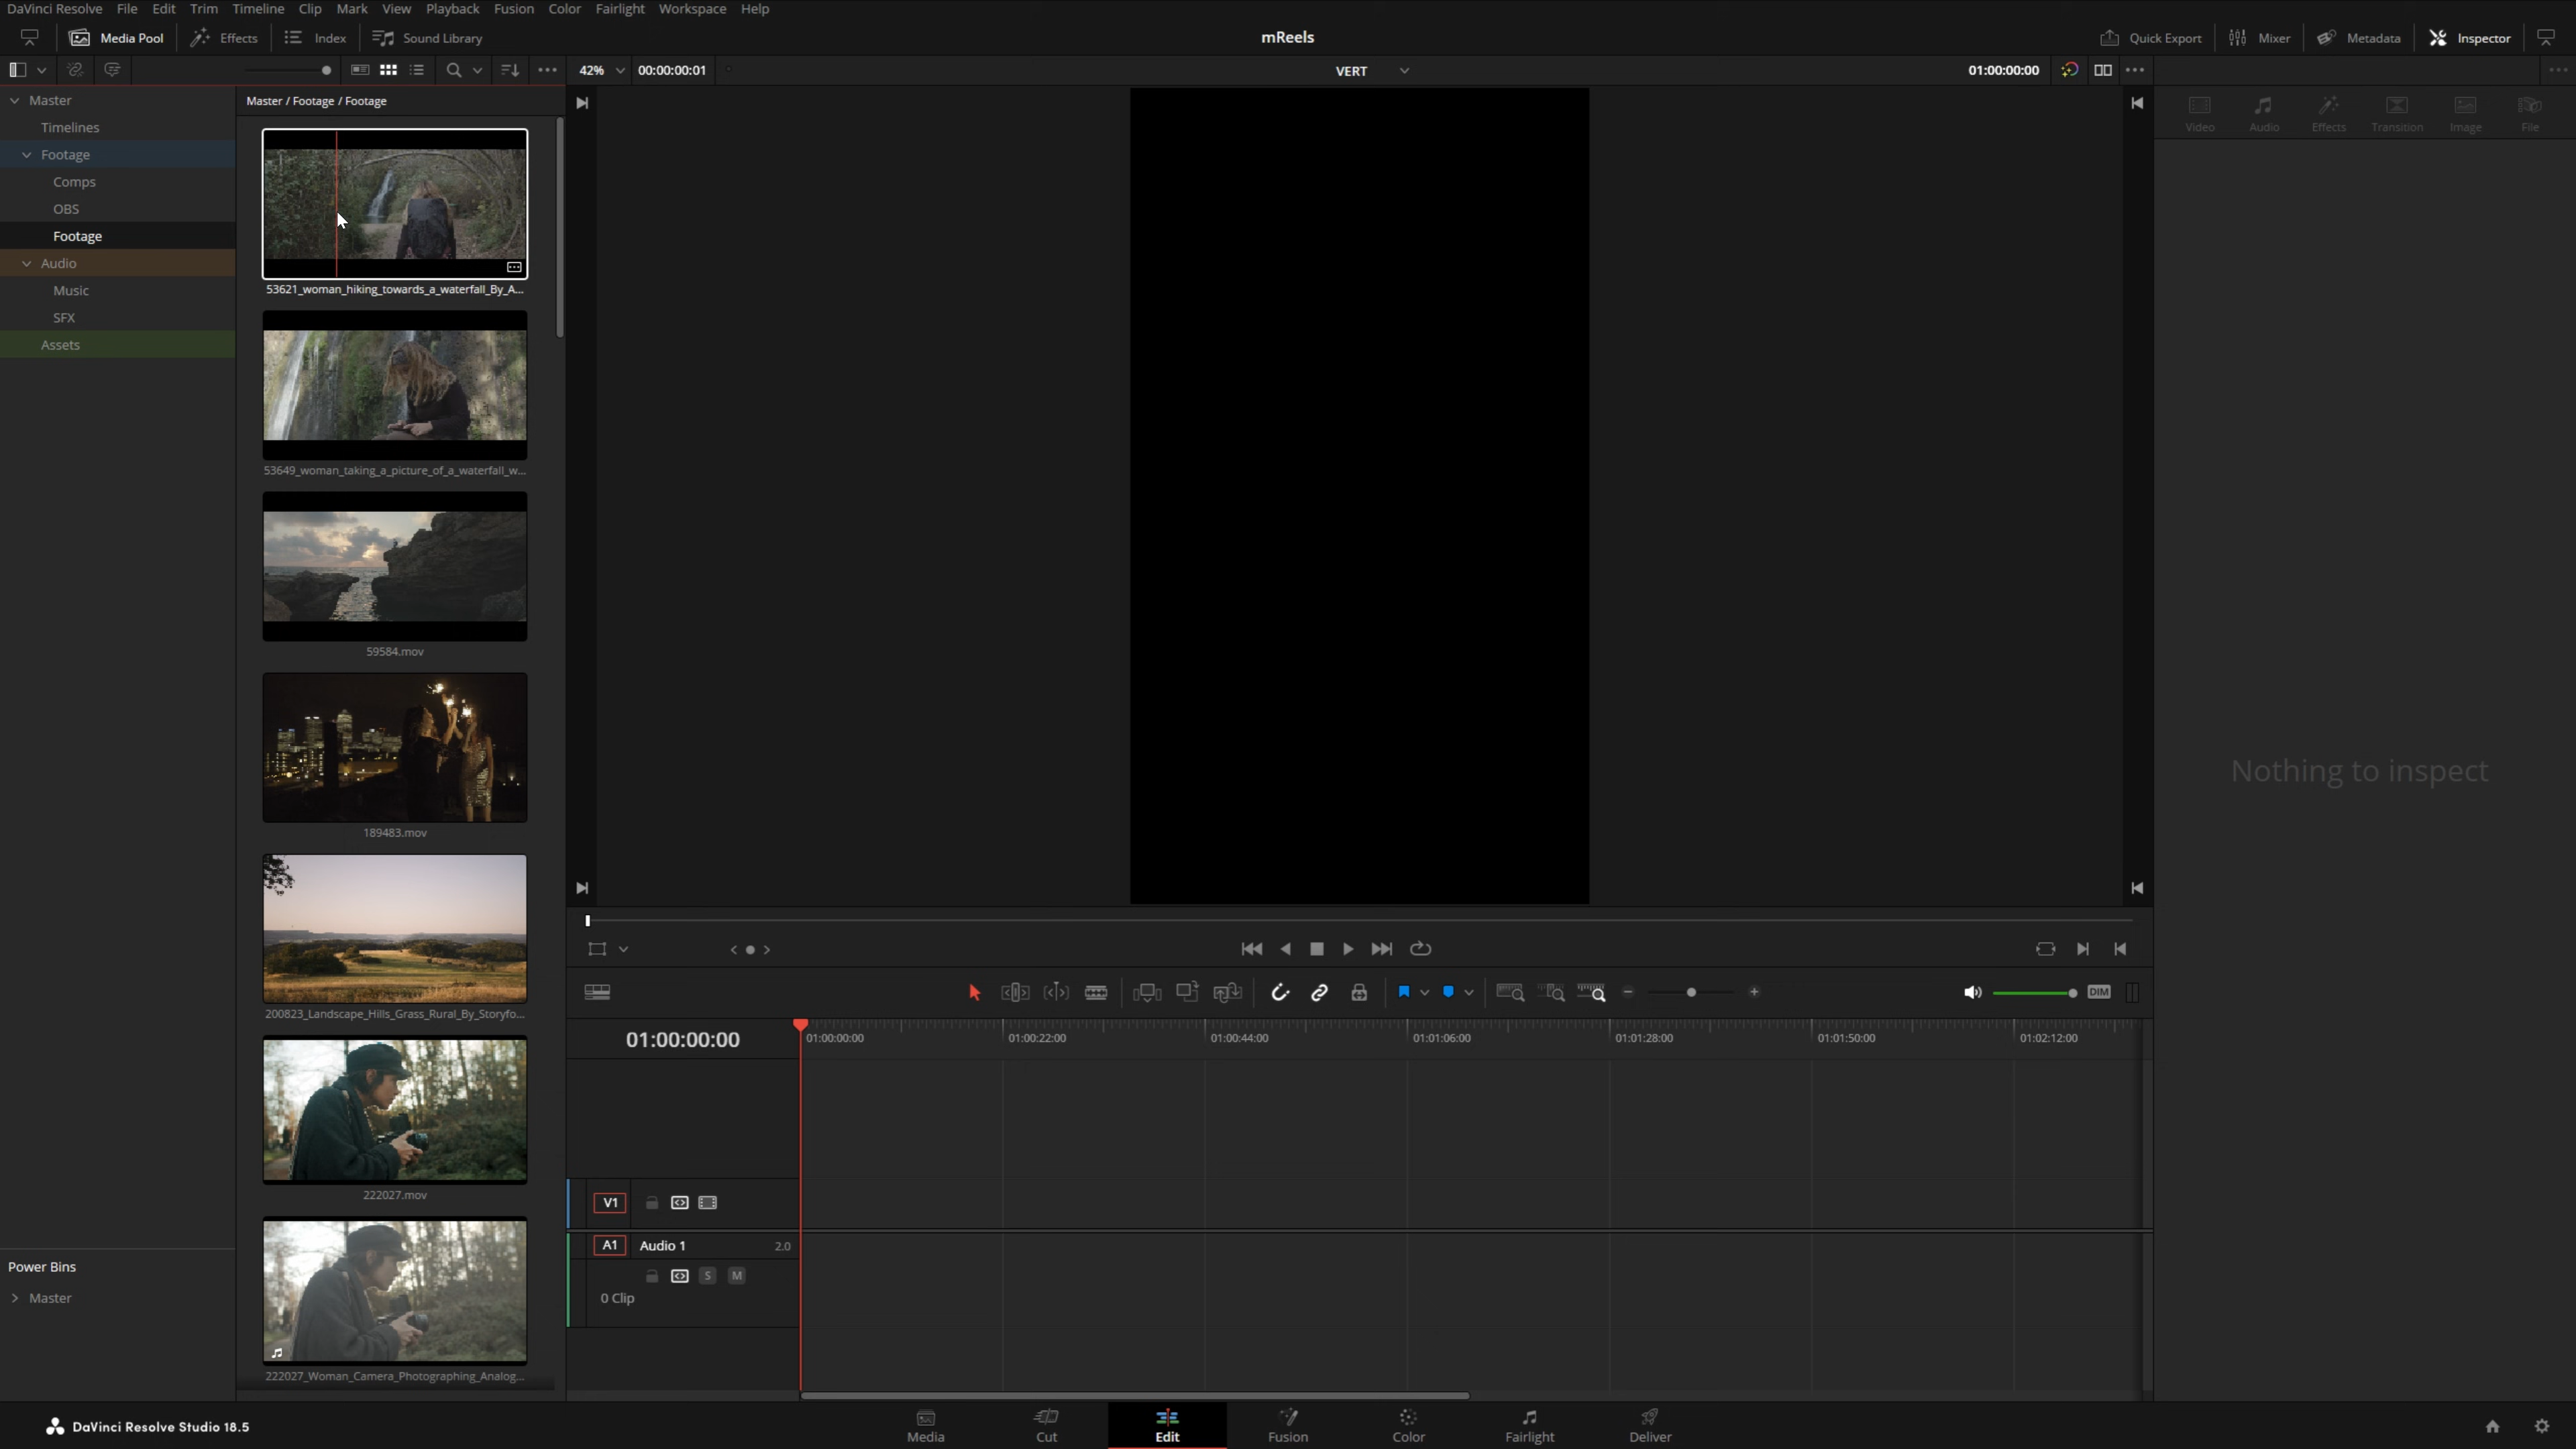 DaVinci Resolve File Edit Trim Timeline Clip Mark View Playback Fusion Color Fairlight Workspace Help
Media Pool Effects Index Sound Library mReels Quick Export Mixer Metadata Inspector
42% 00:00:00:01 VERT 01:00:00:00
Master
Timelines
Footage
Comps
OBS
Footage
Audio
Music
SFX
Assets
Power Bins
Master
Master / Footage / Footage
53621_woman_hiking_towards_a_waterfall_By_A...
53649_woman_taking_a_picture_of_a_waterfall_w...
59584.mov
189483.mov
200823_Landscape_Hills_Grass_Rural_By_Storyfo...
222027.mov
222027_Woman_Camera_Photographing_Analog...
Video Audio Effects Transition Image File
Nothing to inspect
DIM
01:00:00:00 01:00:00:00 01:00:22:00 01:00:44:00 01:01:06:00 01:01:28:00 01:01:50:00 01:02:12:00
V1
A1 Audio 1 2.0
S M
0 Clip
DaVinci Resolve Studio 18.5
Media Cut Edit Fusion Color Fairlight Deliver